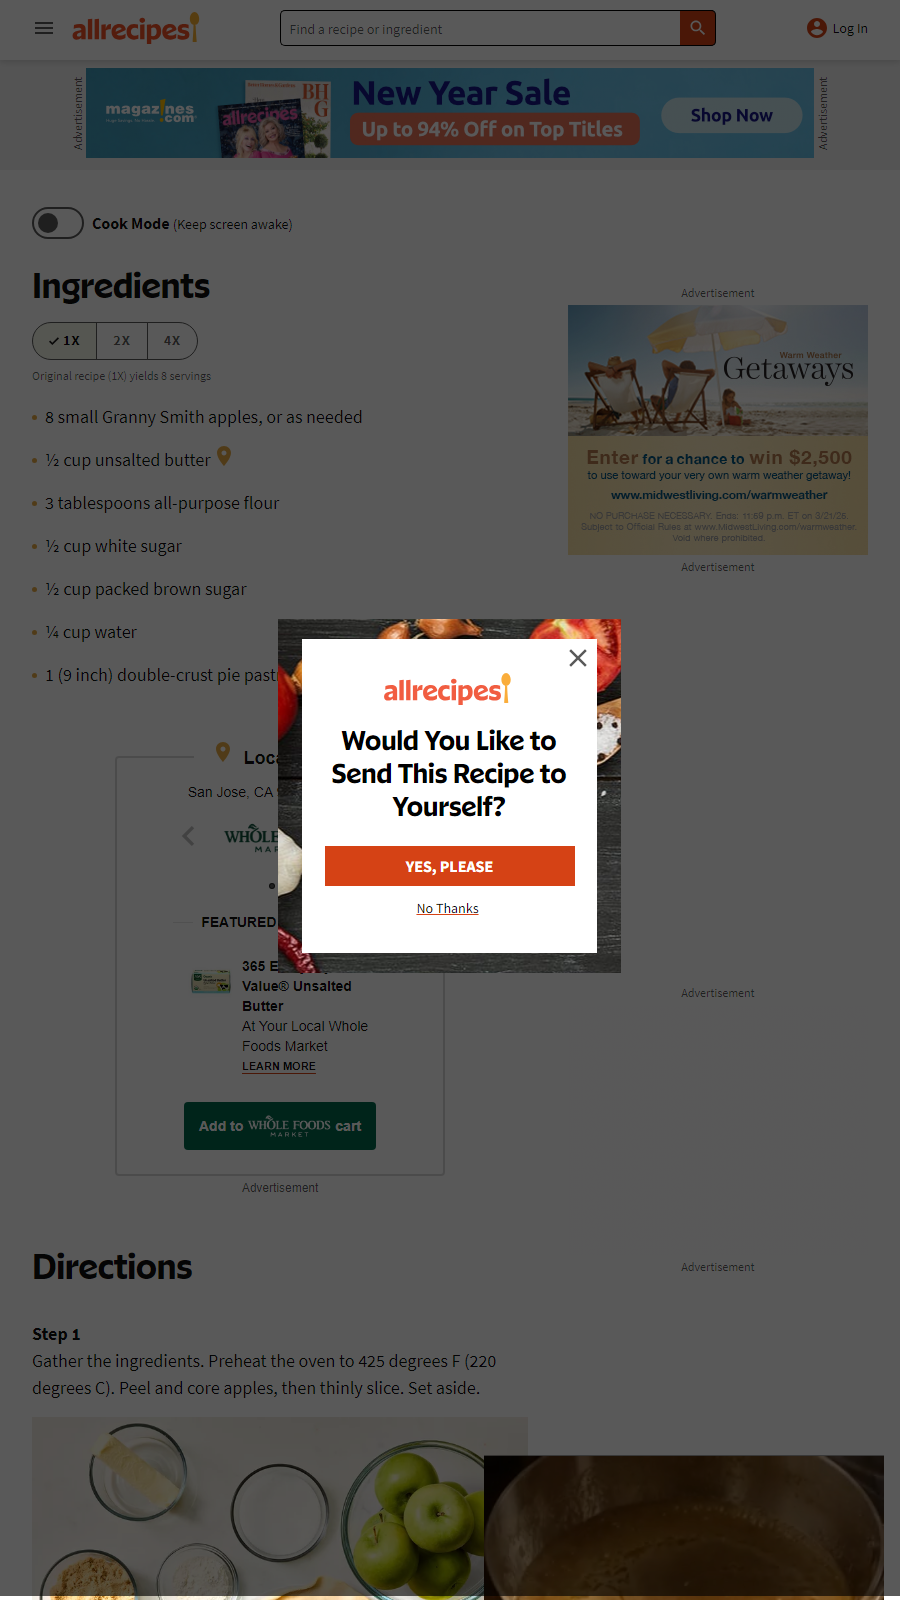 allrecipes
Find a recipe or ingredient
Log In
Advertisement
magazines.com
allrecipes
BH
G
New Year Sale
Up to 94% Off on Top Titles
Shop Now
Advertisement
Cook Mode (Keep screen awake)
Ingredients
1X 2X 4X
Original recipe (1X) yields 8 servings
8 small Granny Smith apples, or as needed
½ cup unsalted butter
3 tablespoons all-purpose flour
½ cup white sugar
½ cup packed brown sugar
¼ cup water
1 (9 inch) double-crust pie past
Advertisement
Warm Weather
Getaways
Enter for a chance to win $2,500
to use toward your very own warm weather getaway!
www.midwestliving.com/warmweather
NO PURCHASE NECESSARY. Ends: 11:59 p.m. ET on 3/21/26.
Subject to Official Rules at www.MidwestLiving.com/warmweather.
Void where prohibited.
Advertisement
allrecipes
Would You Like to
Send This Recipe to
Yourself?
YES, PLEASE
No Thanks
Loca
San Jose, CA
WHOLE
MAR
FEATURED
365 E
Value® Unsalted
Butter
At Your Local Whole
Foods Market
LEARN MORE
Add to WHOLE FOODS MARKET cart
Advertisement
Advertisement
Directions
Advertisement
Step 1
Gather the ingredients. Preheat the oven to 425 degrees F (220
degrees C). Peel and core apples, then thinly slice. Set aside.